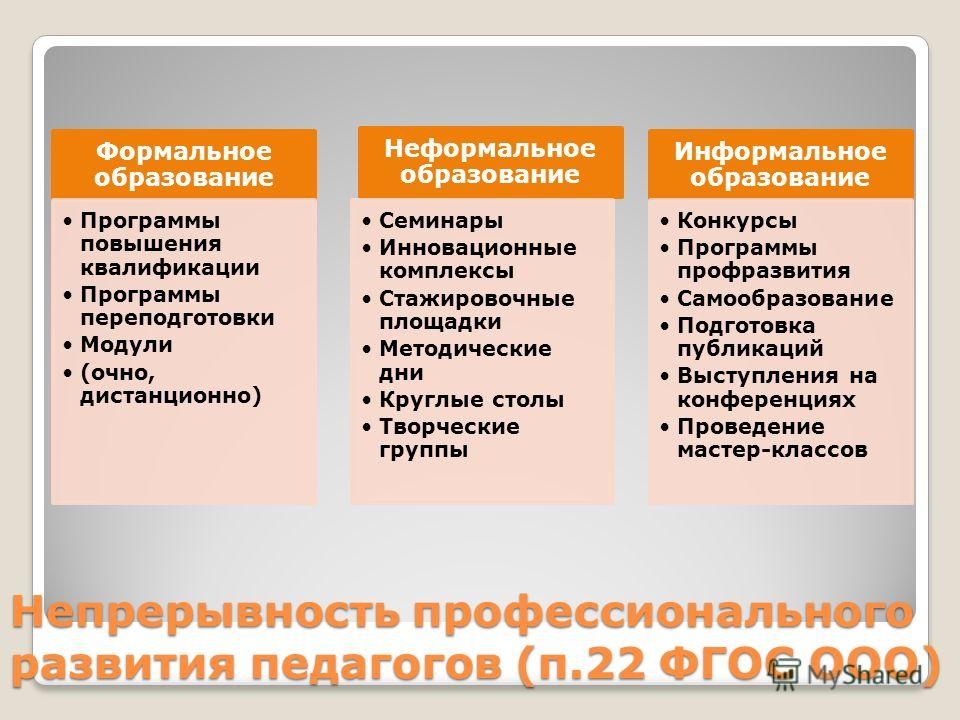 Формальное
образование
• Программы
повышения
квалификации
• Программы
переподготовки
• Модули
• (очно,
дистанционно)
Неформальное
образование
• Семинары
• Инновационные
комплексы
• Стажировочные
площадки
• Методические
дни
• Круглые столы
• Творческие
группы
Информальное
образование
• Конкурсы
• Программы
профразвития
• Самообразование
• Подготовка
публикаций
• Выступления на
конференциях
• Проведение
мастер-классов
Непрерывность профессионального
развития педагогов (п.22 ФГОС ООО)
MyShared